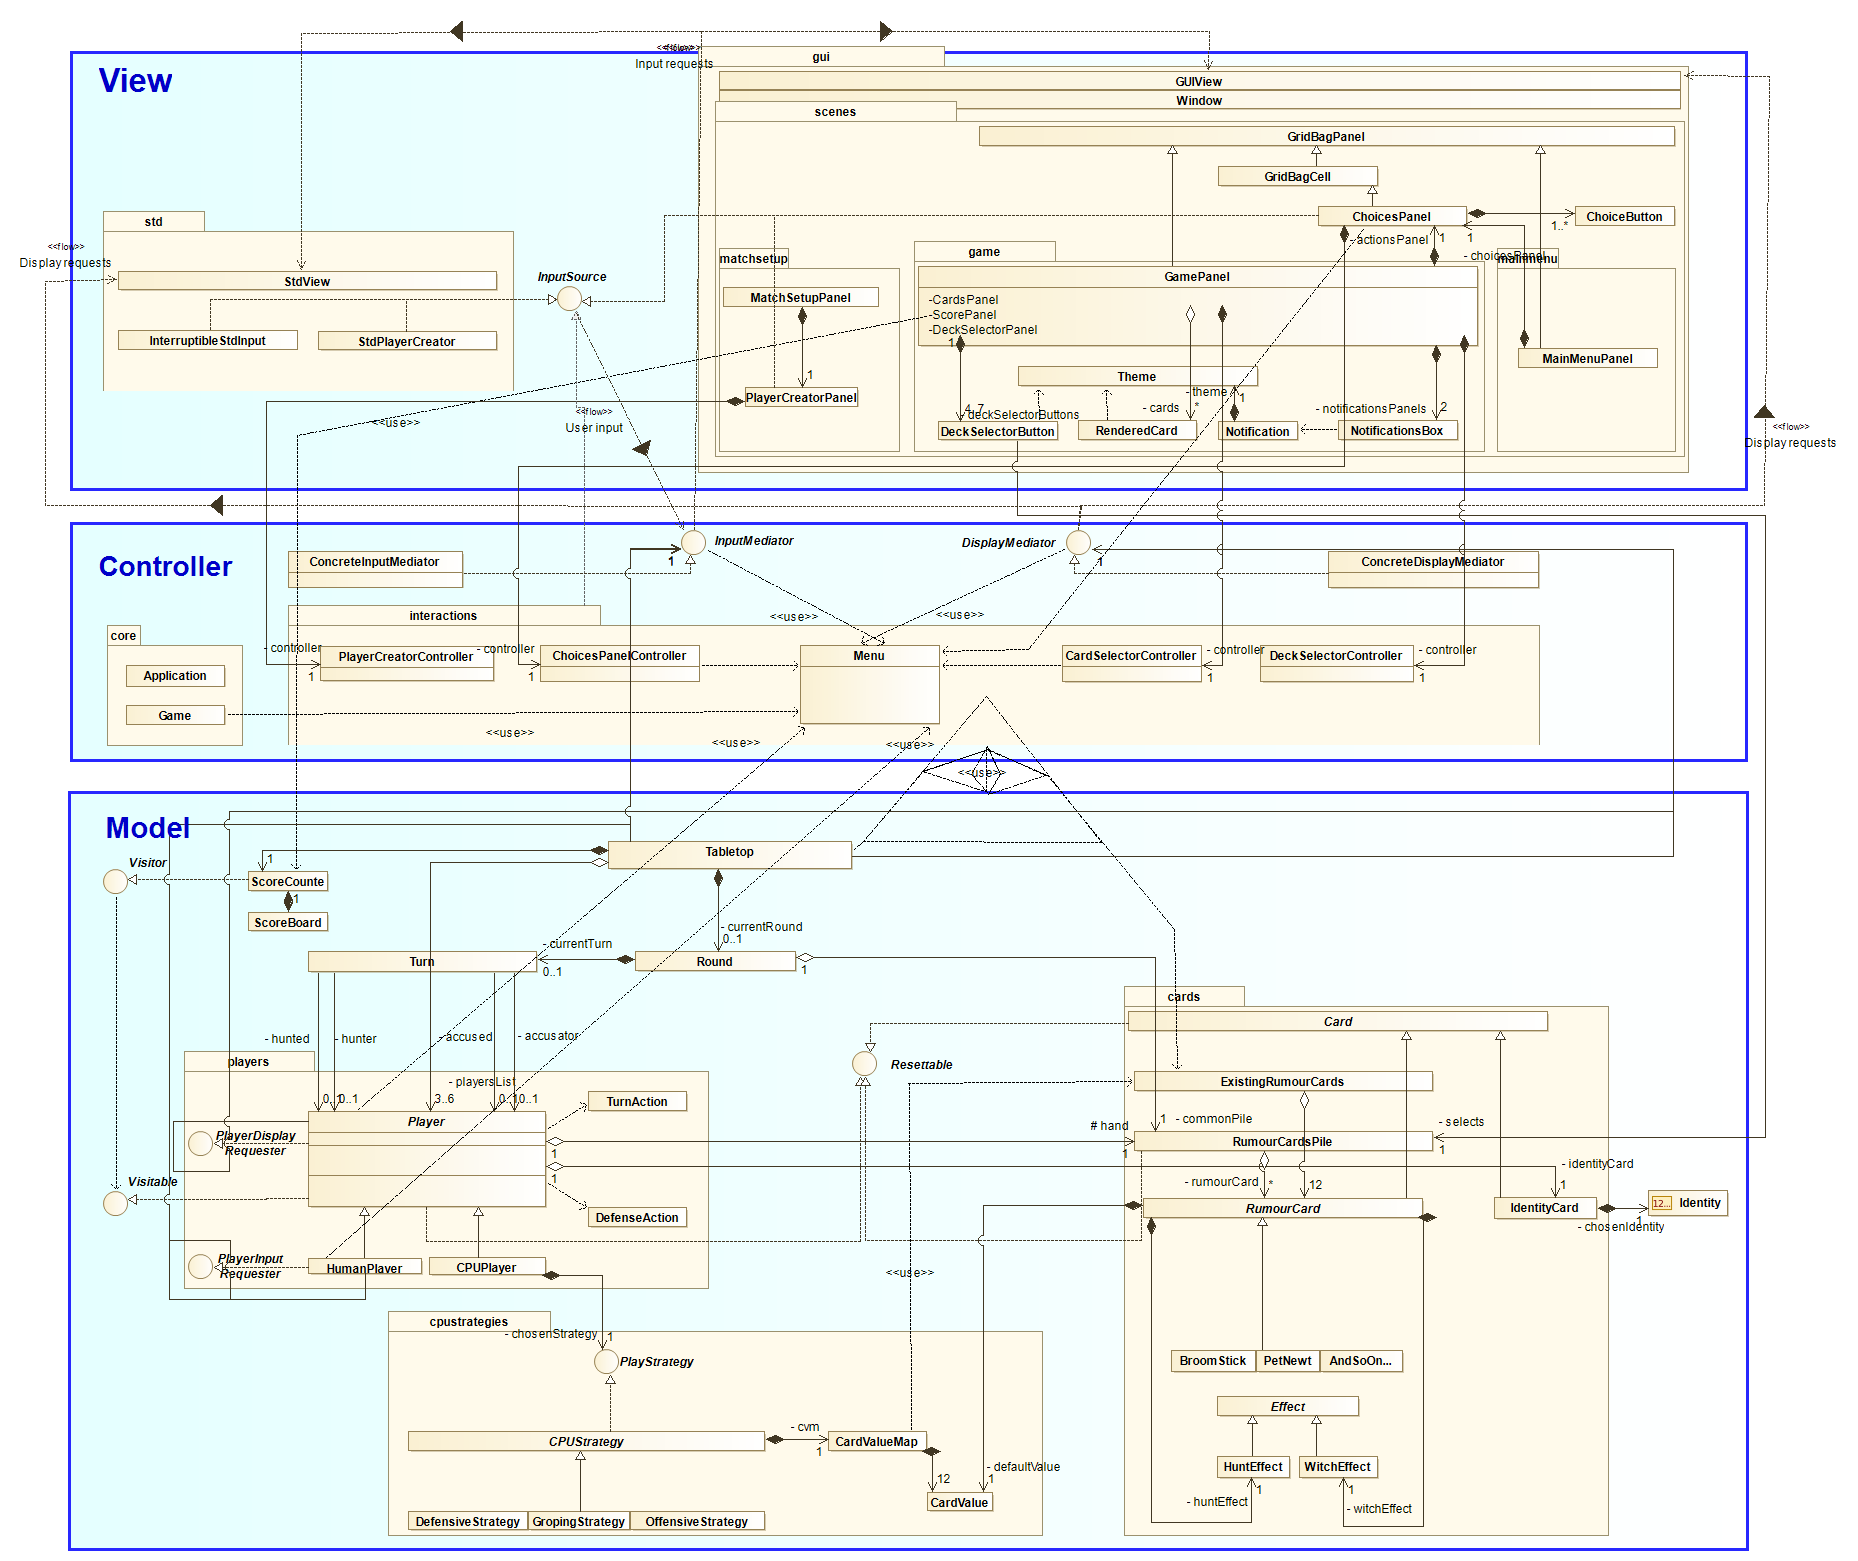 <<flow>>
Input requests
View
gui
GUIView
Window
scenes
GridBagPanel
GridBagCell
ChoicesPanel
ChoiceButton
1..*
- actionsPanel
1
1
- choicesPanel
std
<<flow>>
Display requests
StdView
InputSource
InterruptibleStdInput
StdPlayerCreator
matchsetup
MatchSetupPanel
1
PlayerCreatorPanel
game
GamePanel
-CardsPanel
-ScorePanel
-DeckSelectorPanel
1
mainmenu
MainMenuPanel
Theme
- theme
1
- cards
*
4..7
- deckSelectorButtons
- notificationsPanels
2
DeckSelectorButton
RenderedCard
Notification
NotificationsBox
<<use>>
<<flow>>
User input
<<flow>>
Display requests
Controller
InputMediator
1
DisplayMediator
1
ConcreteInputMediator
ConcreteDisplayMediator
<<use>>
<<use>>
interactions
core
Application
Game
- controller
1
PlayerCreatorController
- controller
1
ChoicesPanelController
Menu
CardSelectorController
- controller
1
DeckSelectorController
- controller
1
<<use>>
<<use>>
<<use>>
<<use>>
Model
Tabletop
Visitor
1
ScoreCounte
1
ScoreBoard
- currentRound
0..1
- currentTurn
0..1
Turn
Round
1
- hunted
- hunter
- accused
- accusator
players
- playersList
0..1
0..1
3..6
0..1
0..1
Player
TurnAction
PlayerDisplay
Requester
1
1
Visitable
DefenseAction
PlayerInput
Requester
HumanPlayer
CPUPlayer
Resettable
cards
Card
ExistingRumourCards
# hand
1
1
- commonPile
- selects
1
RumourCardsPile
- rumourCard
*
12
- identityCard
1
RumourCard
IdentityCard
12...
Identity
1
- chosenIdentity
<<use>>
BroomStick
PetNewt
AndSoOn...
Effect
HuntEffect
WitchEffect
1
- huntEffect
1
- witchEffect
cpustrategies
- chosenStrategy
1
PlayStrategy
CPUStrategy
- cvm
1
CardValueMap
12
- defaultValue
1
CardValue
DefensiveStrategy
GropingStrategy
OffensiveStrategy